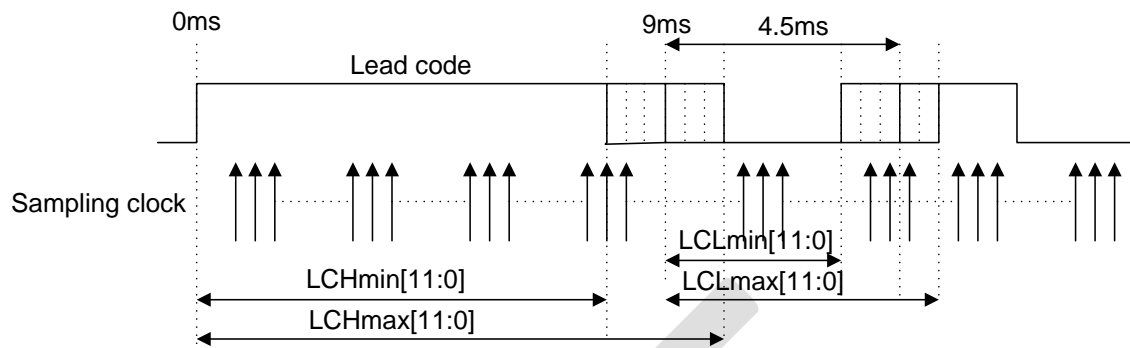 0ms
9ms
4.5ms
Lead code
Sampling clock
LCLmin[11:0]
LCHmin[11:0]
LCLmax[11:0]
LCHmax[11:0]